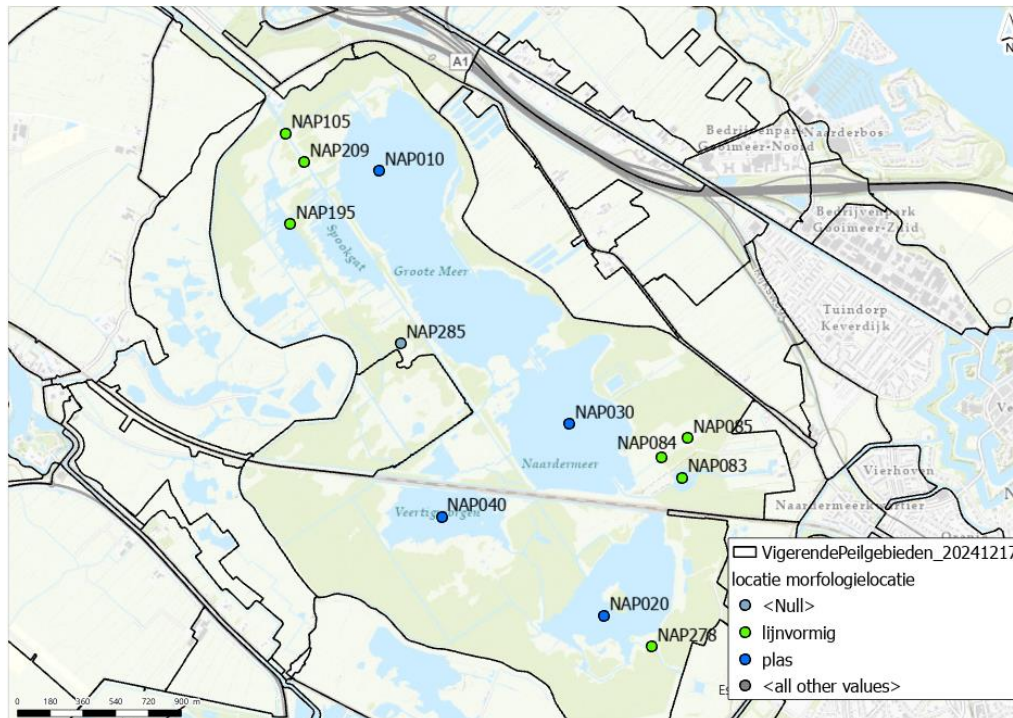 N
A1
NAP105
NAP209
NAP010
NAP195
Spookgat
Groote Meer
NAP285
Bedrijvenpark
Gooimeer-Noord
Naarderbos
Bedrijvenpark
Gooimeer-Zuid
Tuindorp
Keverdijk
NAP030
NAP085
NAP084
NAP083
Naardermeer
Vierhoven
NAP040
NAP020
NAP278
VigerendePeilgebieden_20241217
locatie morfologielocatie
<Null>
lijnvormig
plas
<all other values>
0 180 360 540 720 900 m